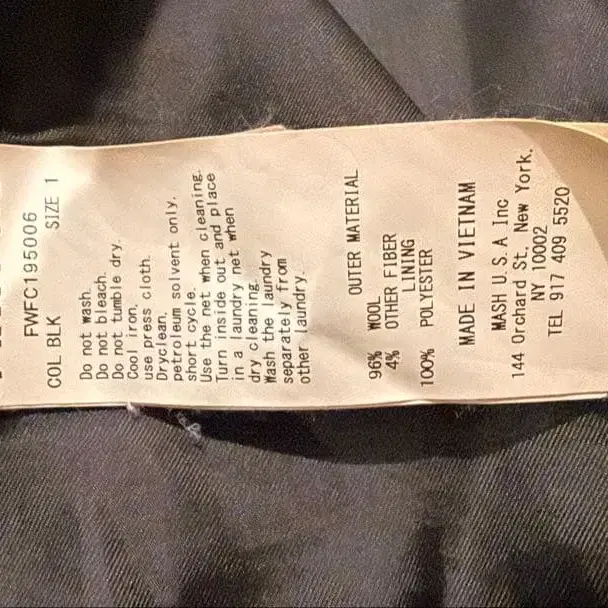 FWFC195006
COL BLK SIZE 1
Do not wash.
Do not bleach.
Do not tumble dry.
Cool iron.
use press cloth.
Dryclean.
petroleum solvent only.
short cycle.
Use the net when cleaning.
Turn inside out and place
in a laundry net when
dry cleaning.
Wash the laundry
separately from
other laundry.
OUTER MATERIAL
96% WOOL
4% OTHER FIBER
LINING
100% POLYESTER
MADE IN VIETNAM
MASH U.S.A Inc
144 Orchard St, New York.
NY 10002
TEL 917 409 5520